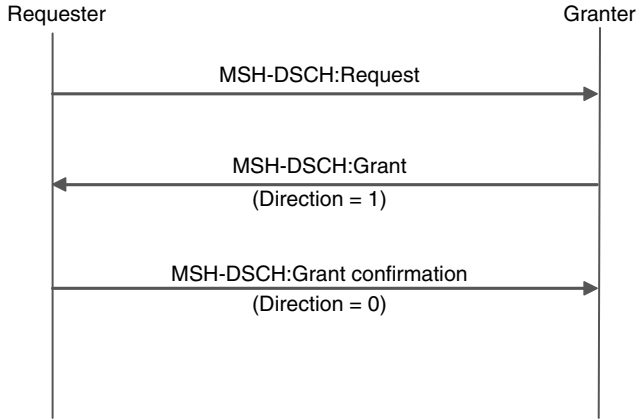 Requester
Granter
MSH-DSCH:Request
MSH-DSCH:Grant
(Direction = 1)
MSH-DSCH:Grant confirmation
(Direction = 0)